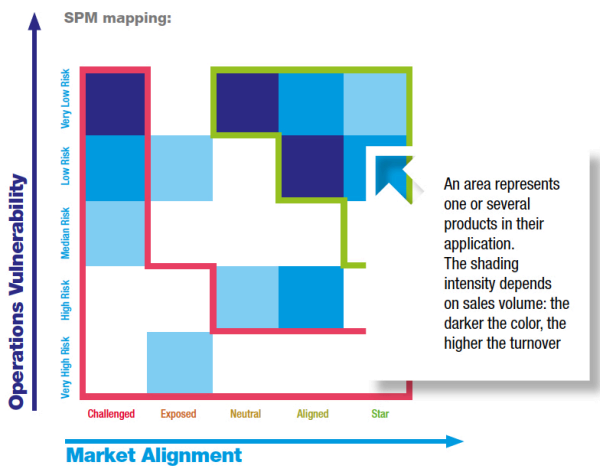 SPM mapping:
Operations Vulnerability
Very Low Risk
Low Risk
Median Risk
High Risk
Very High Risk
An area represents
one or several
products in their
application.
The shading
intensity depends
on sales volume: the
darker the color, the
higher the turnover
Challenged
Exposed
Neutral
Aligned
Star
Market Alignment